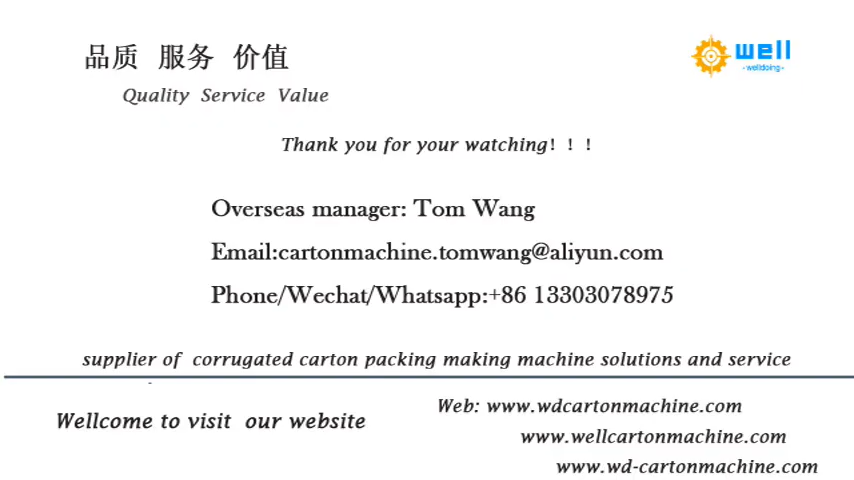 品质 服务 价值
Quality Service Value
well
-welldoing-
Thank you for your watching！！！
Overseas manager: Tom Wang
Email:cartonmachine.tomwang@aliyun.com
Phone/Wechat/Whatsapp:+86 13303078975
supplier of corrugated carton packing making machine solutions and service
Wellcome to visit our website
Web: www.wdcartonmachine.com
www.wellcartonmachine.com
www.wd-cartonmachine.com